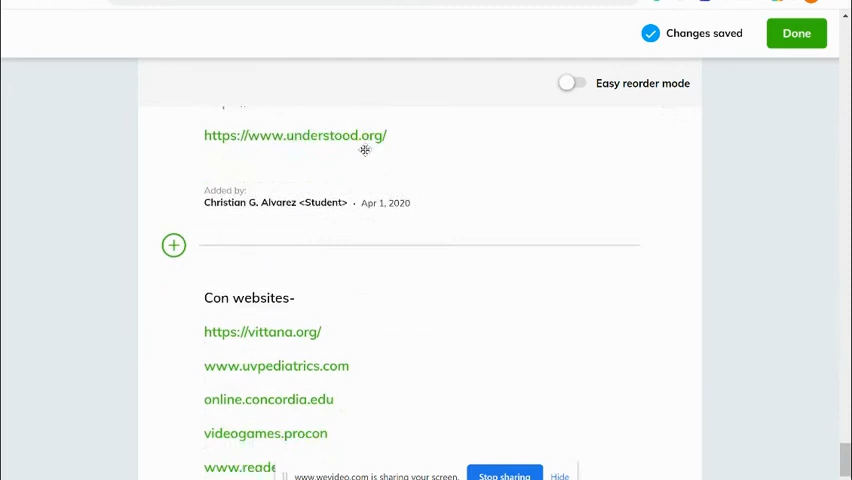 Changes saved
Done
Easy reorder mode
https://www.understood.org/
Added by:
Christian G. Alvarez <Student> · Apr 1, 2020
Con websites-
https://vittana.org/
www.uvpediatrics.com
online.concordia.edu
videogames.procon
www.reade
www.wevideo.com is sharing your screen.
Stop sharing
Hide